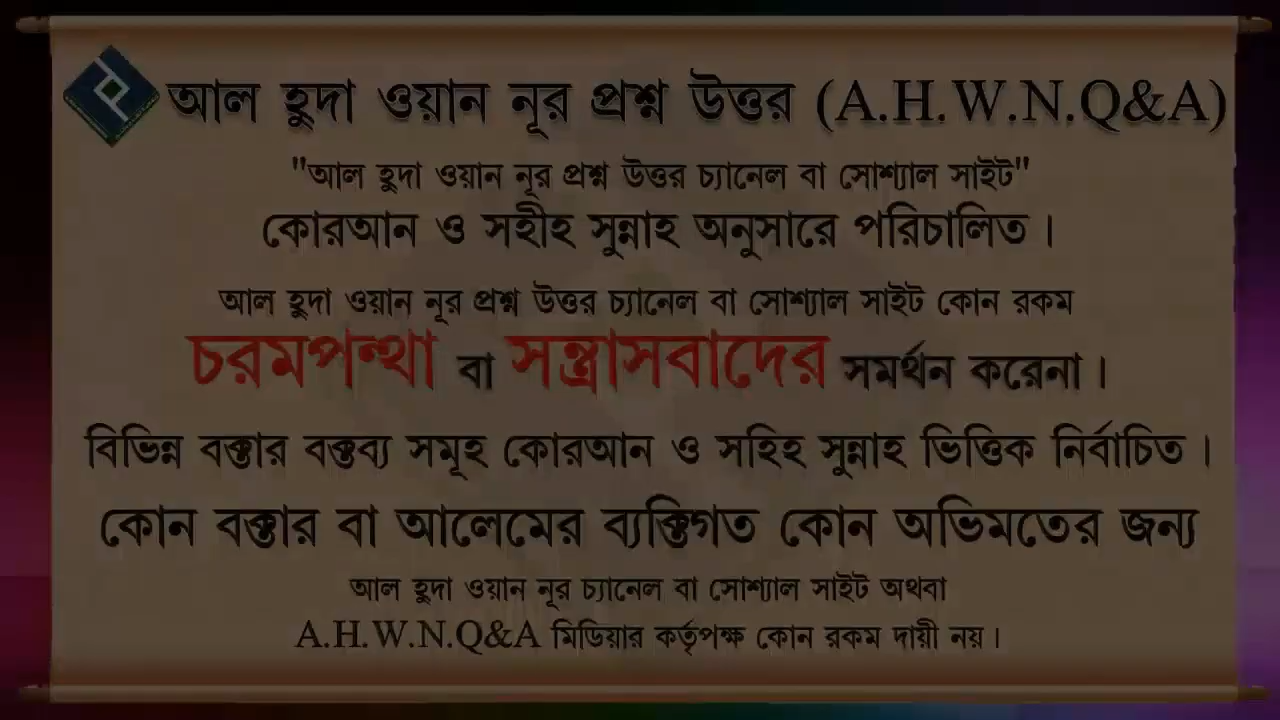 আল হুদা ওয়ান নূর প্রশ্ন উত্তর (A.H.W.N.Q&A)
"আল হুদা ওয়ান নূর প্রশ্ন উত্তর চ্যানেল বা সোশ্যাল সাইট"
কোরআন ও সহীহ সুন্নাহ অনুসারে পরিচালিত।
আল হুদা ওয়ান নূর প্রশ্ন উত্তর চ্যানেল বা সোশ্যাল সাইট কোন রকম
চরমপন্থা বা সন্ত্রাসবাদের সমর্থন করেনা।
বিভিন্ন বক্তার বক্তব্য সমূহ কোরআন ও সহিহ সুন্নাহ ভিত্তিক নির্বাচিত।
কোন বক্তার বা আলেমের ব্যক্তিগত কোন অভিমতের জন্য
আল হুদা ওয়ান নূর চ্যানেল বা সোশ্যাল সাইট অথবা
A.H.W.N.Q&A মিডিয়ার কর্তৃপক্ষ কোন রকম দায়ী নয়।